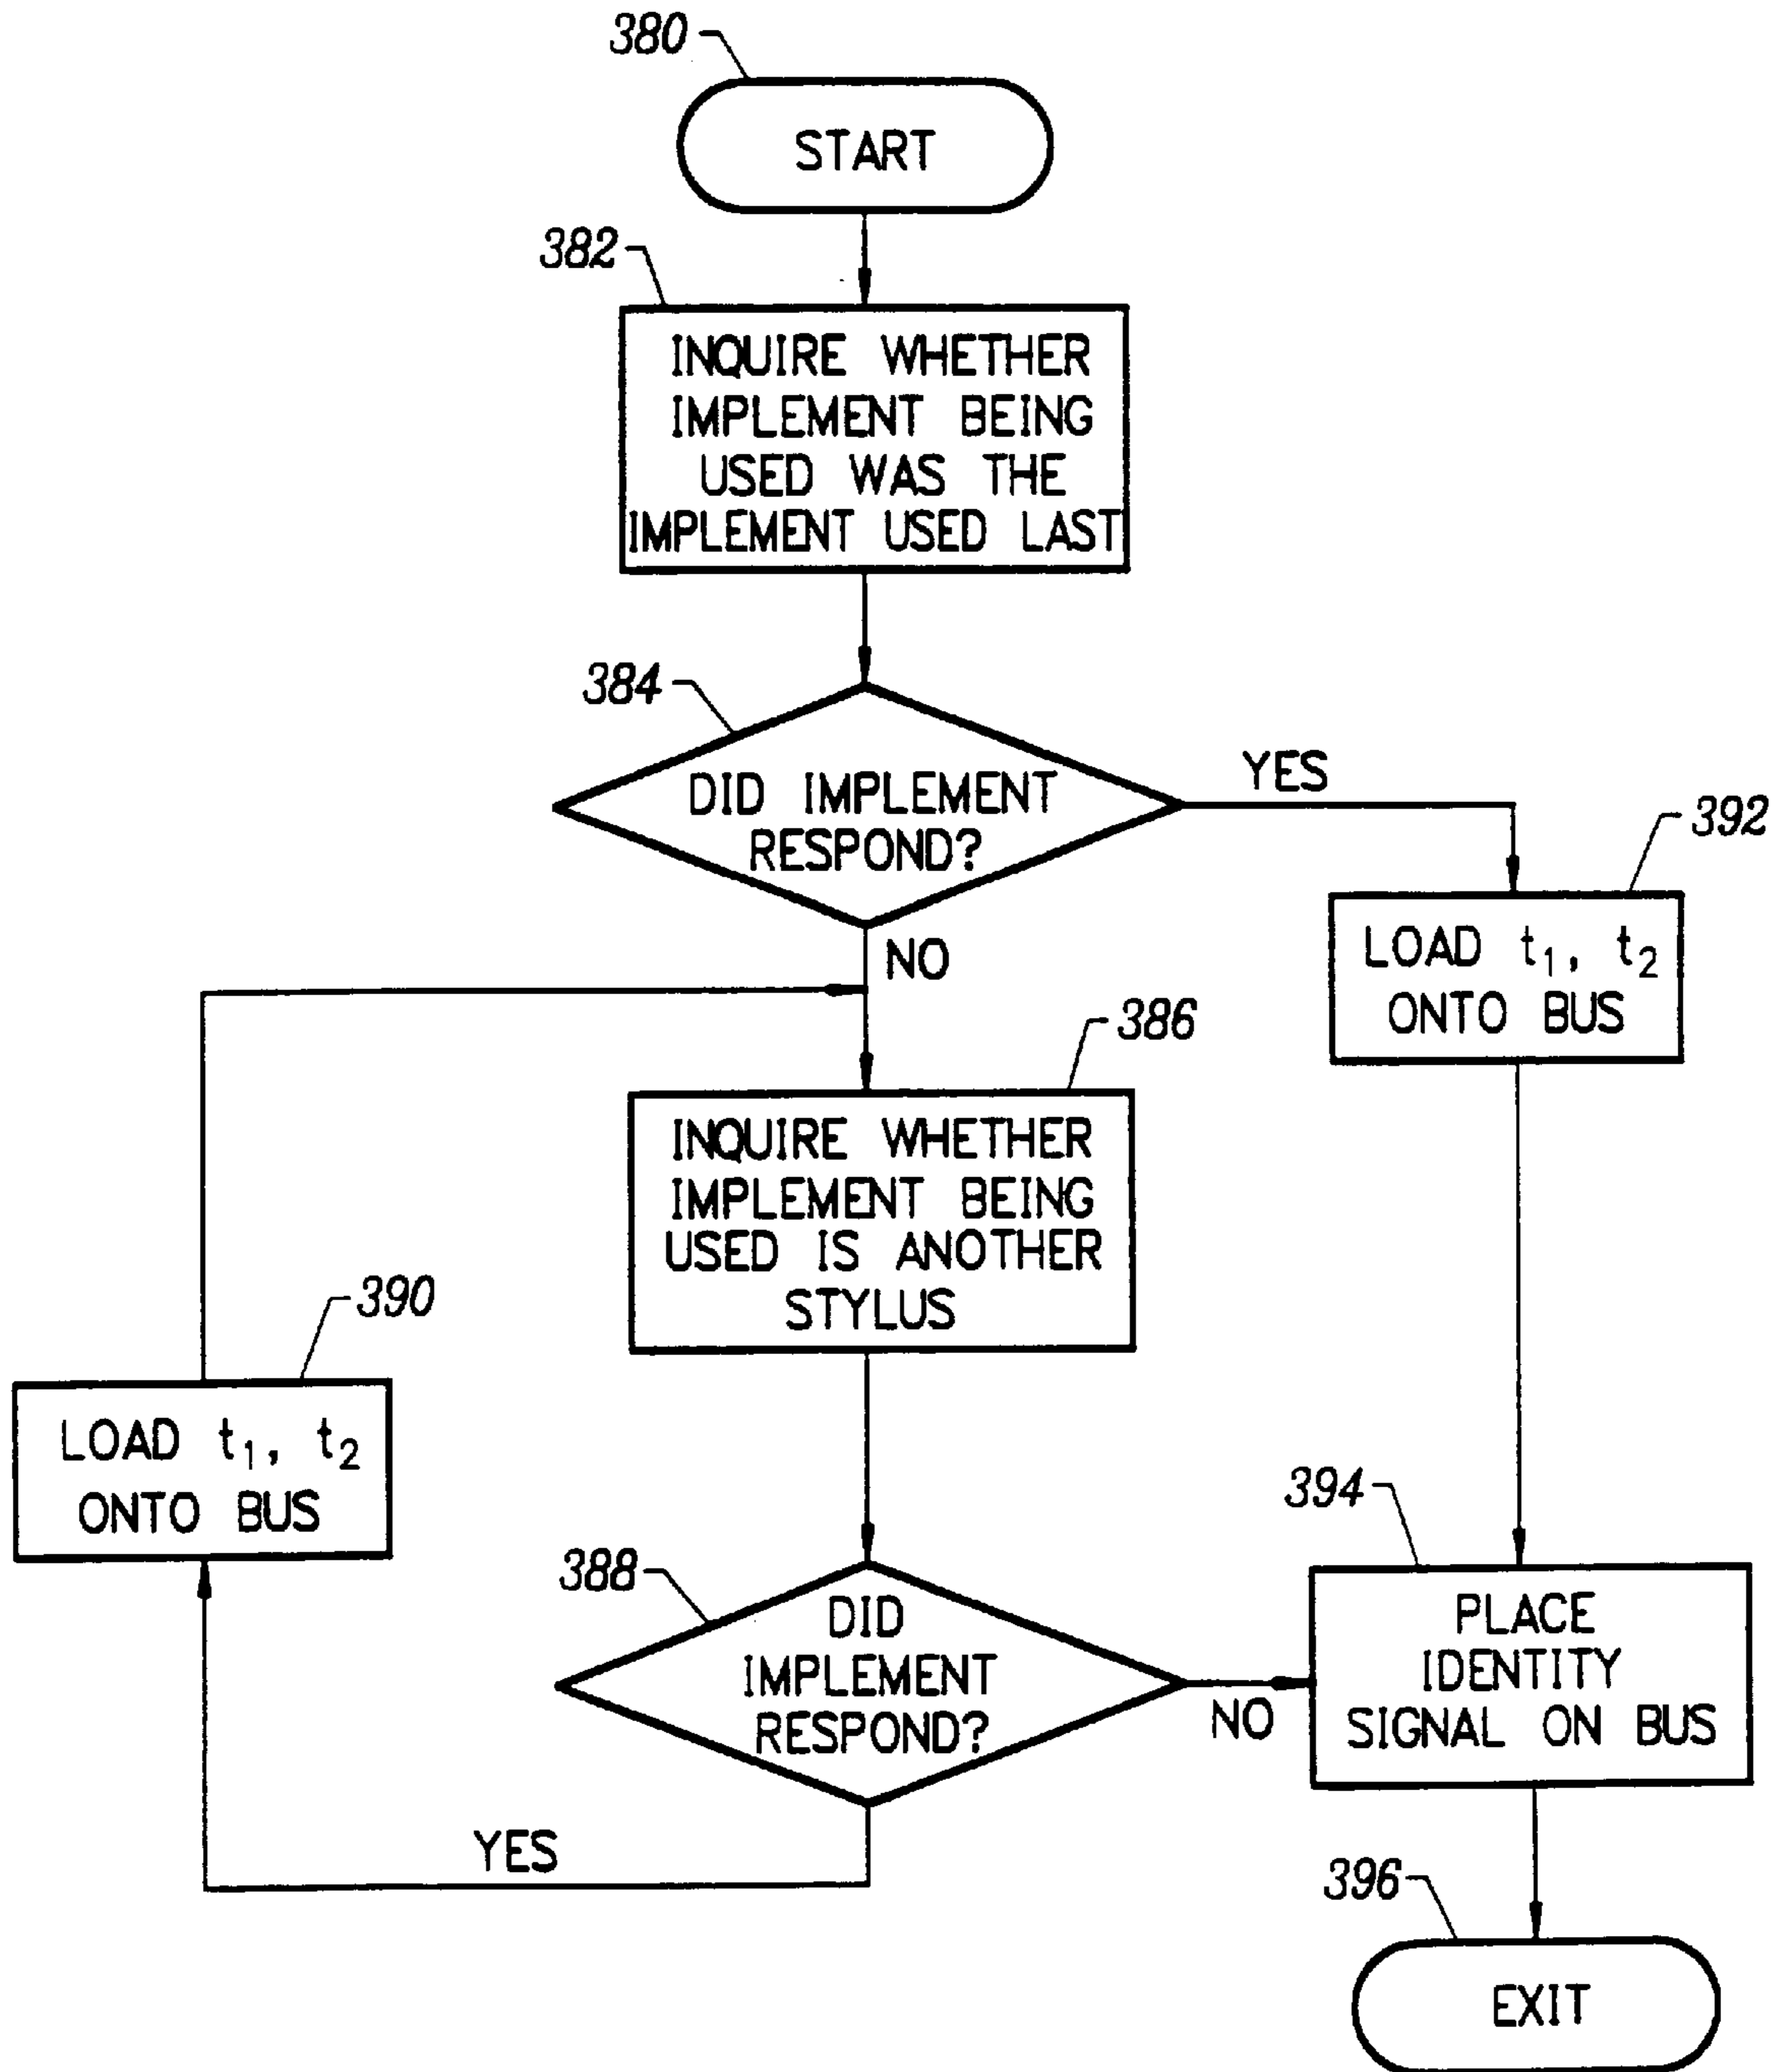 380
START
382
INQUIRE WHETHER
IMPLEMENT BEING
USED WAS THE
IMPLEMENT USED LAST
384
DID IMPLEMENT
RESPOND?
YES
392
LOAD t₁, t₂
ONTO BUS
NO
386
INQUIRE WHETHER
IMPLEMENT BEING
USED IS ANOTHER
STYLUS
390
LOAD t₁, t₂
ONTO BUS
388
DID
IMPLEMENT
RESPOND?
NO
YES
394
PLACE
IDENTITY
SIGNAL ON BUS
396
EXIT